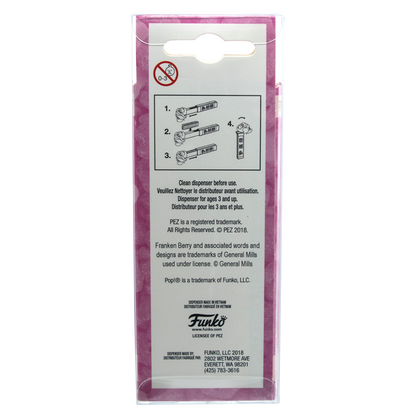 0-3
1.
2.
3.
4.
PEZ
PEZ
PEZ
PEZ
Clean dispenser before use.
Veuillez Nettoyer le distributeur avant utilisation.
Dispenser for ages 3 and up.
Distributeur pour les 3 ans et plus.
PEZ is a registered trademark.
All Rights Reserved. © PEZ 2018.
Franken Berry and associated words and
designs are trademarks of General Mills
used under license. © General Mills
Pop!® is a trademark of Funko, LLC.
DISPENSER MADE IN VIETNAM
DISTRIBUTEUR FABRIQUÉ EN VIETNAM
Funko
www.funko.com
LICENSEE OF PEZ
DISPENSER MADE BY:
DISTRIBUTEUR FABRIQUÉ PAR:
FUNKO, LLC 2018
2802 WETMORE AVE
EVERETT, WA 98201
(425) 783-3616